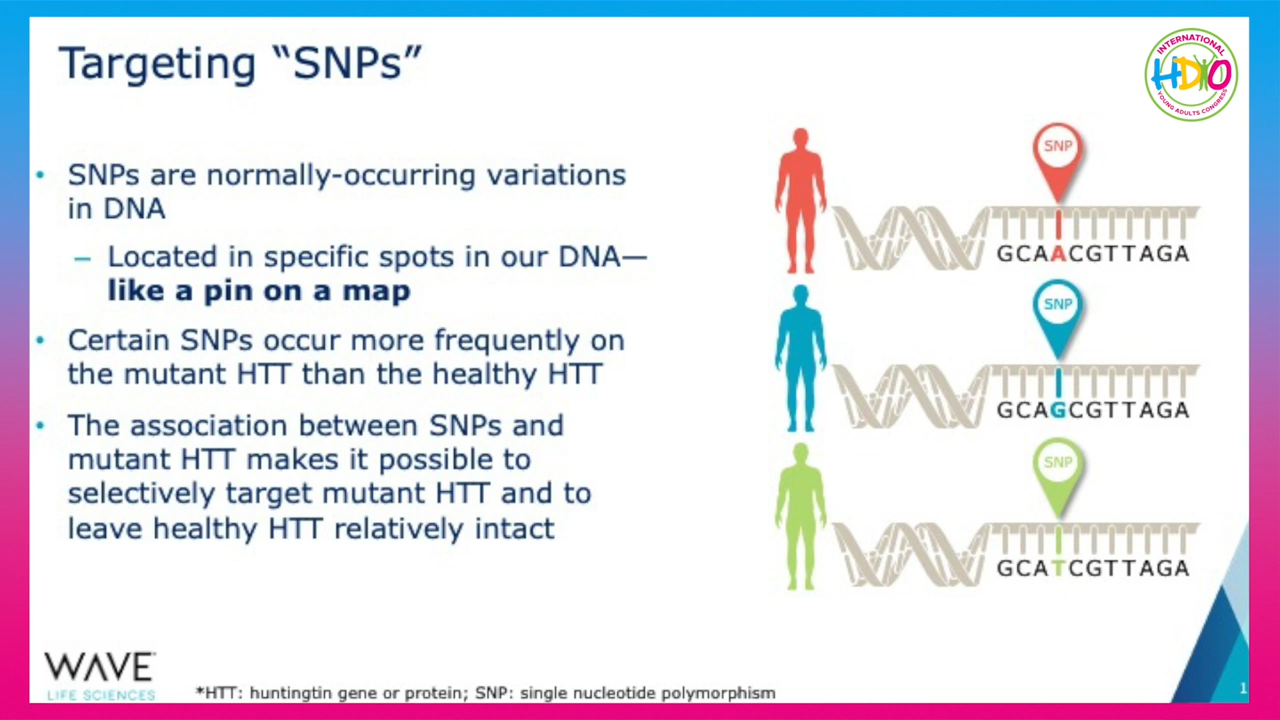 Targeting “SNPs”
INTERNATIONAL
HDYO
YOUNG ADULTS CONGRESS
• SNPs are normally-occurring variations
in DNA
– Located in specific spots in our DNA—
like a pin on a map
• Certain SNPs occur more frequently on
the mutant HTT than the healthy HTT
• The association between SNPs and
mutant HTT makes it possible to
selectively target mutant HTT and to
leave healthy HTT relatively intact
SNP
GCAACGTTAGA
SNP
GCAGCGTTAGA
SNP
GCATCGTTAGA
WAVE
LIFE SCIENCES
*HTT: huntingtin gene or protein; SNP: single nucleotide polymorphism
1